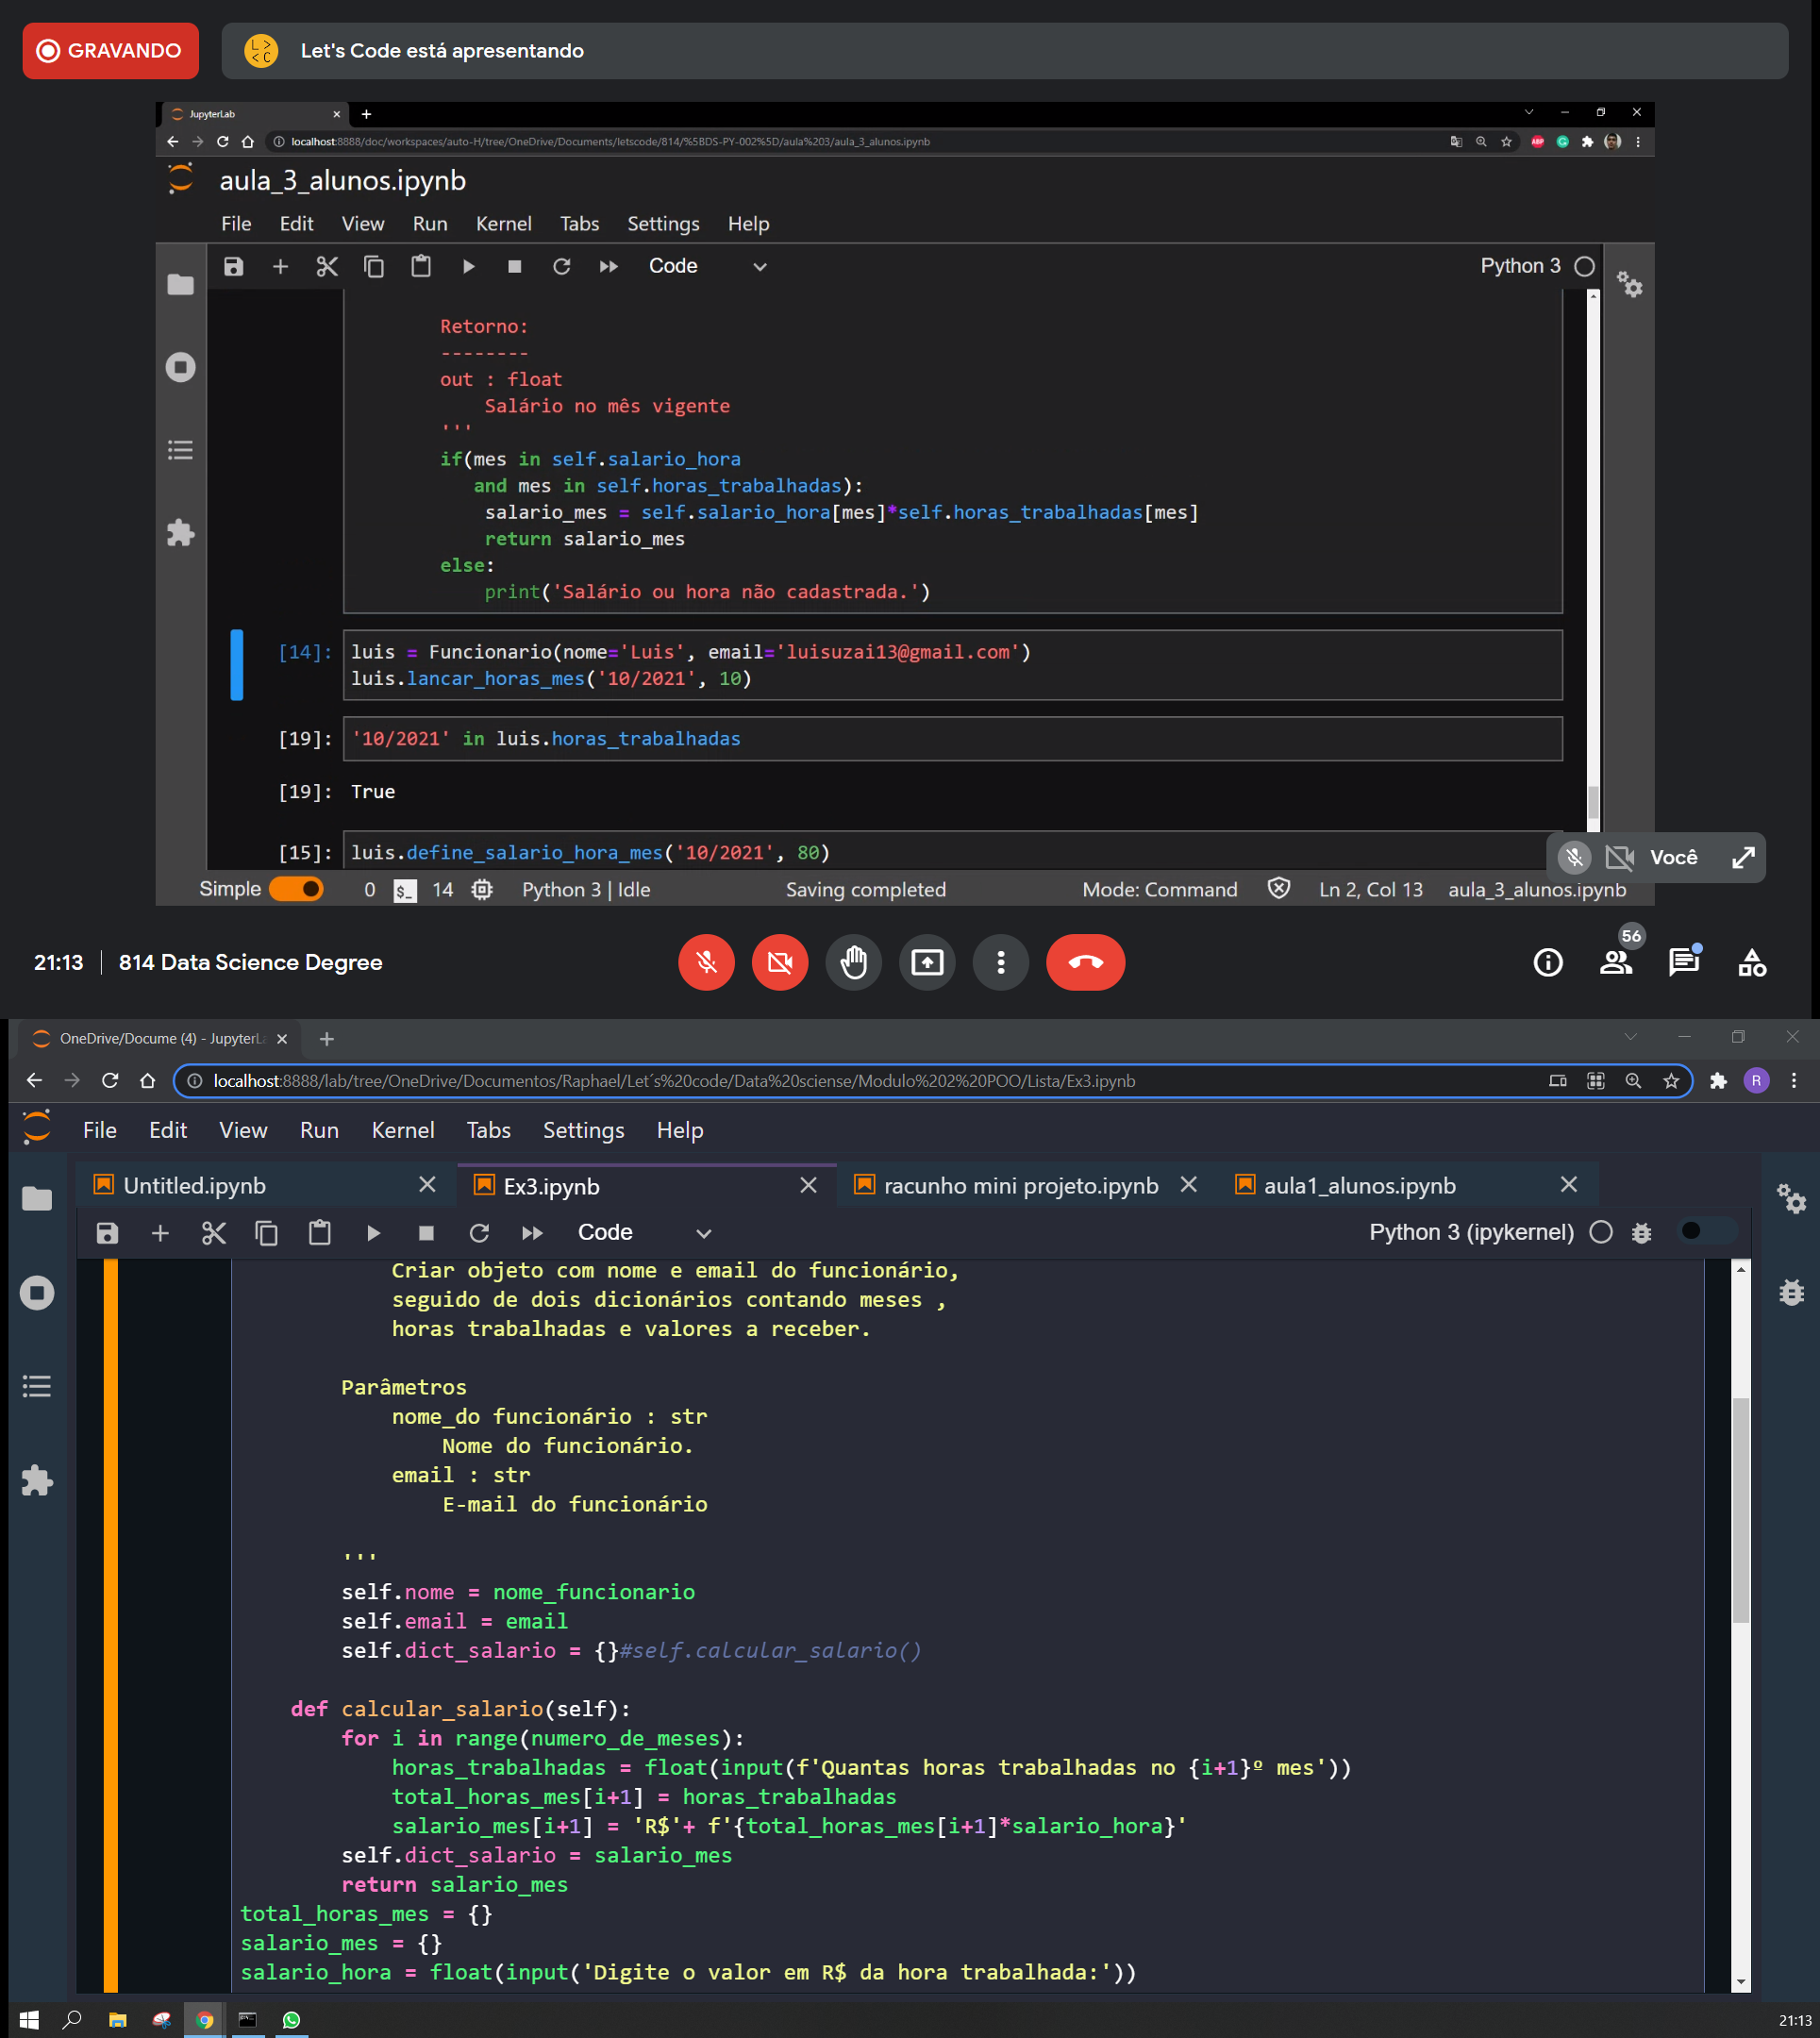 GRAVANDO
Let's Code está apresentando
JupyterLab
localhost:8888/doc/workspaces/auto-H/tree/OneDrive/Documents/letscode/814/%5BDS-PY-002%5D/aula%203/aula_3_alunos.ipynb
ABP
aula_3_alunos.ipynb
File Edit View Run Kernel Tabs Settings Help
Code Python 3
Retorno:
--------
out : float
Salário no mês vigente
'''
if(mes in self.salario_hora
and mes in self.horas_trabalhadas):
salario_mes = self.salario_hora[mes]*self.horas_trabalhadas[mes]
return salario_mes
else:
print('Salário ou hora não cadastrada.')
[14]: luis = Funcionario(nome='Luis', email='luisuzai13@gmail.com')
luis.lancar_horas_mes('10/2021', 10)
[19]: '10/2021' in luis.horas_trabalhadas
[19]: True
[15]: luis.define_salario_hora_mes('10/2021', 80)
Você
Simple 0 $_ 14 Python 3 | Idle Saving completed Mode: Command Ln 2, Col 13 aula_3_alunos.ipynb
21:13 814 Data Science Degree 56
OneDrive/Docume (4) - JupyterLa
localhost:8888/lab/tree/OneDrive/Documentos/Raphael/Let´s%20code/Data%20sciense/Modulo%202%20POO/Lista/Ex3.ipynb R
File Edit View Run Kernel Tabs Settings Help
Untitled.ipynb Ex3.ipynb racunho mini projeto.ipynb aula1_alunos.ipynb
Code Python 3 (ipykernel)
Criar objeto com nome e email do funcionário,
seguido de dois dicionários contando meses ,
horas trabalhadas e valores a receber.
Parâmetros
nome_do funcionário : str
Nome do funcionário.
email : str
E-mail do funcionário
'''
self.nome = nome_funcionario
self.email = email
self.dict_salario = {}#self.calcular_salario()
def calcular_salario(self):
for i in range(numero_de_meses):
horas_trabalhadas = float(input(f'Quantas horas trabalhadas no {i+1}º mes'))
total_horas_mes[i+1] = horas_trabalhadas
salario_mes[i+1] = 'R$'+ f'{total_horas_mes[i+1]*salario_hora}'
self.dict_salario = salario_mes
return salario_mes
total_horas_mes = {}
salario_mes = {}
salario_hora = float(input('Digite o valor em R$ da hora trabalhada:'))
21:13